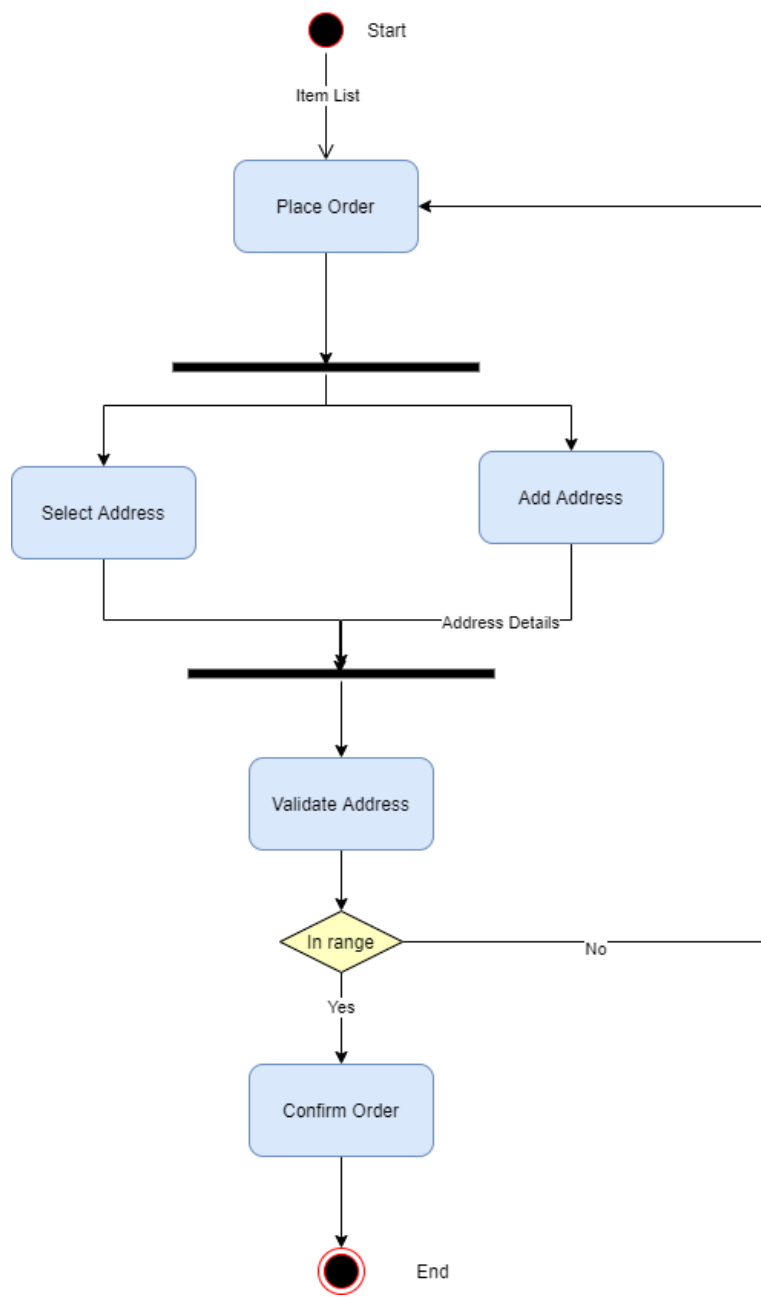 Start
Item List
Place Order
Select Address
Add Address
Address Details
Validate Address
In range
No
Yes
Confirm Order
End